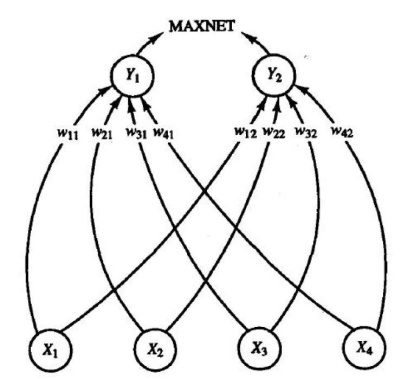 MAXNET
Y₁ Y₂
w₁₁ w₂₁ w₃₁ w₄₁ w₁₂ w₂₂ w₃₂ w₄₂
X₁ X₂ X₃ X₄